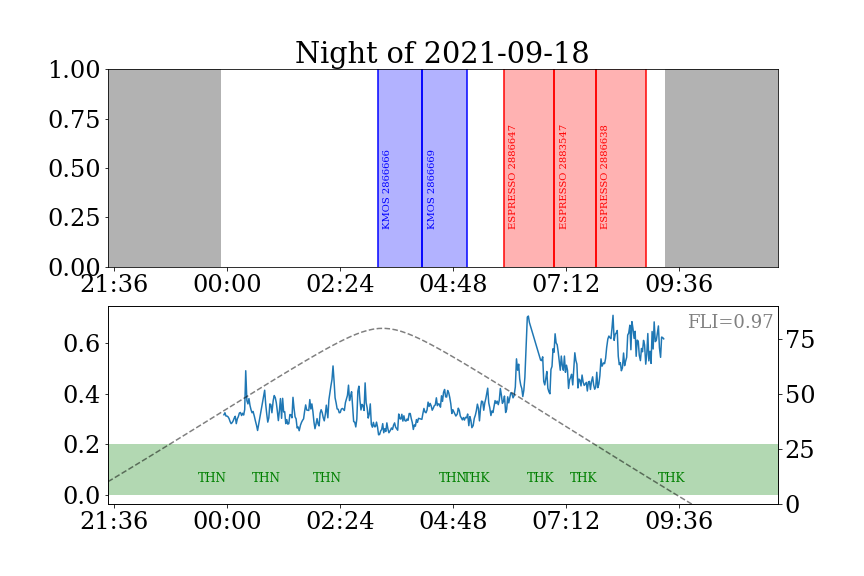 Night of 2021-09-18
1.00
0.75
0.50
0.25
0.00
KMOS 2866666
KMOS 2866669
ESPRESSO 2886647
ESPRESSO 2883547
ESPRESSO 2886638
21:36 00:00 02:24 04:48 07:12 09:36
FLI=0.97
0.6
0.4
0.2
0.0
75
50
25
0
THN THN THN THN THK THK THK THK
21:36 00:00 02:24 04:48 07:12 09:36